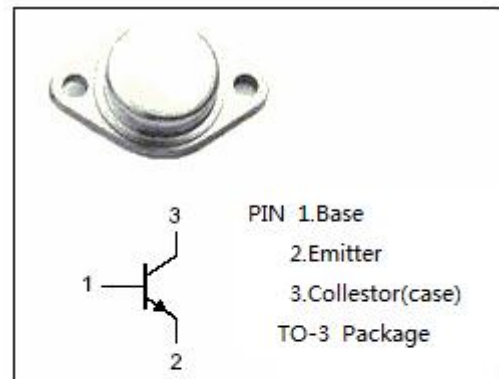 3
PIN 1.Base
2.Emitter
1
3.Collestor(case)
TO-3 Package
2